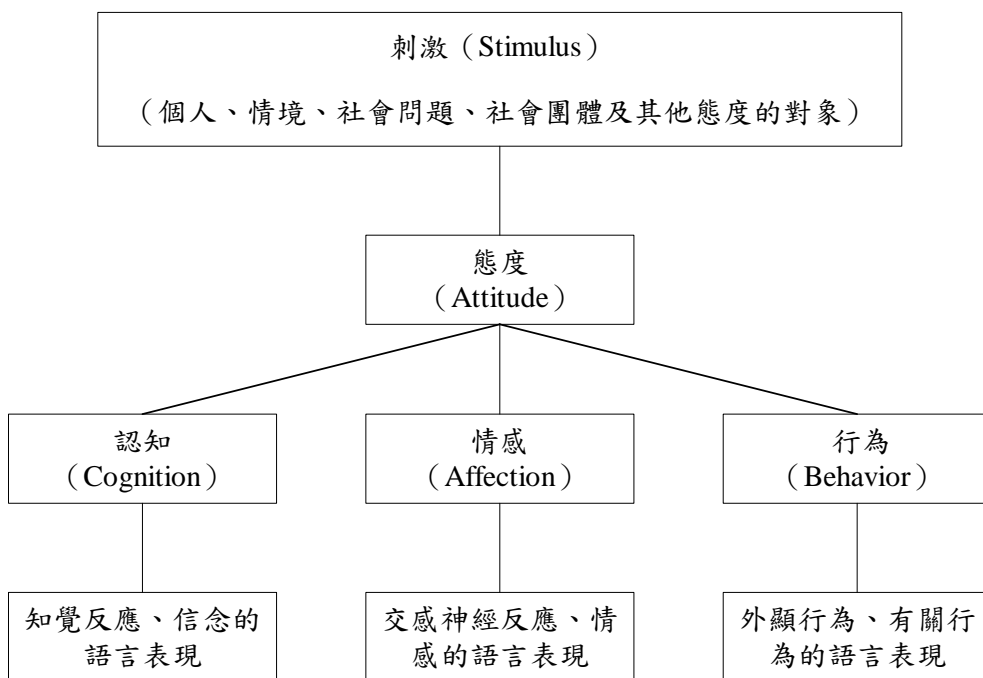 刺激（Stimulus）
（個人、情境、社會問題、社會團體及其他態度的對象）
態度
（Attitude）
認知
（Cognition）
情感
（Affection）
行為
（Behavior）
知覺反應、信念的
語言表現
交感神經反應、情
感的語言表現
外顯行為、有關行
為的語言表現